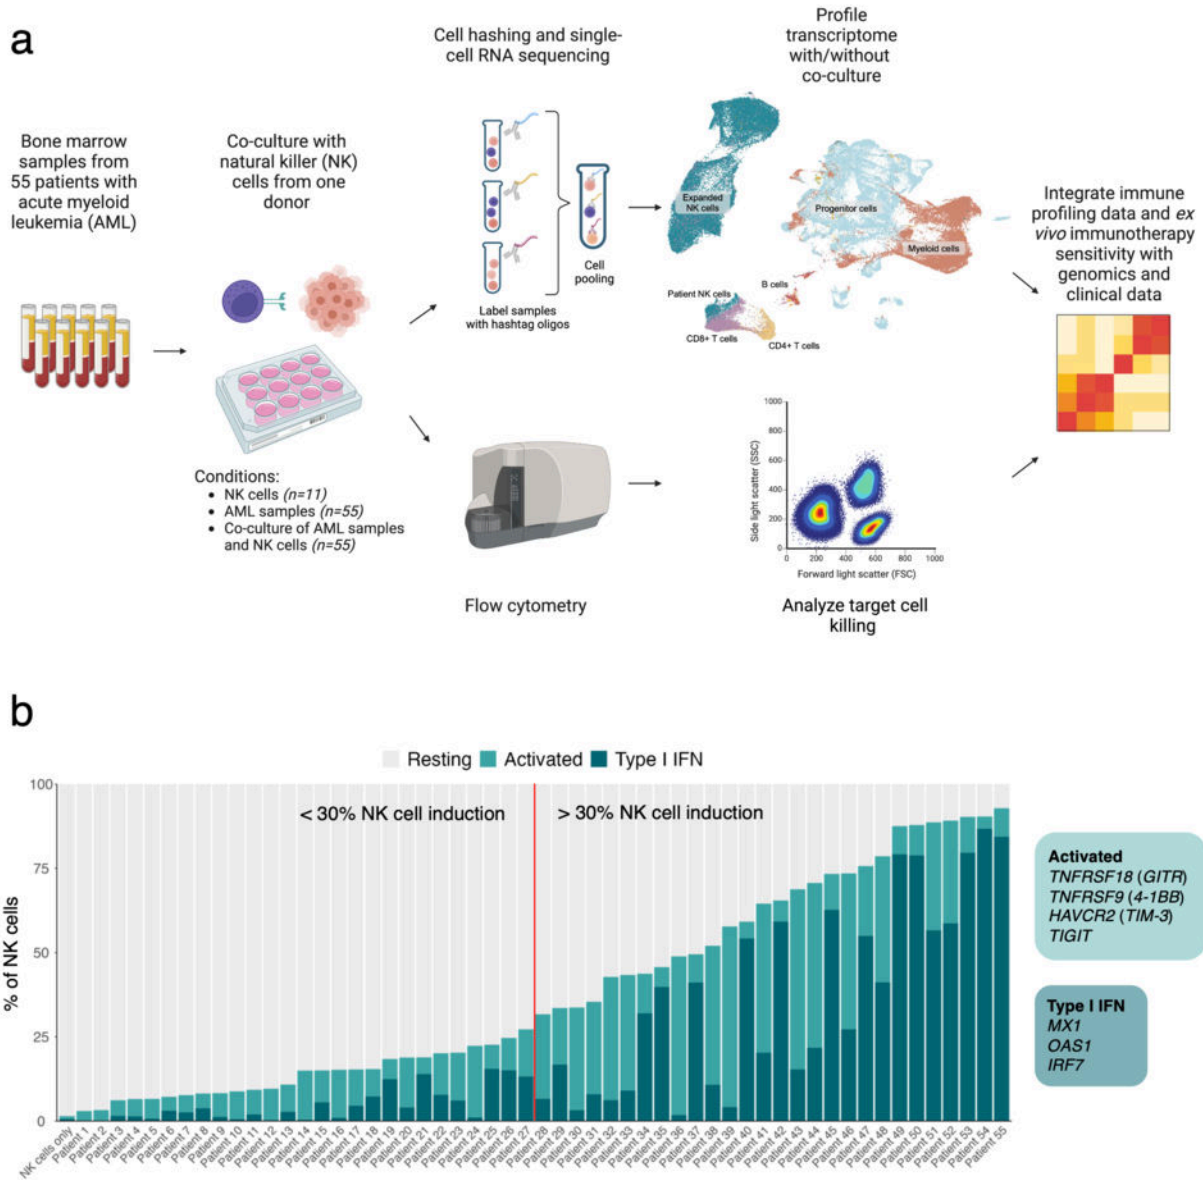 a
Bone marrow
samples from
55 patients with
acute myeloid
leukemia (AML)
Co-culture with
natural killer (NK)
cells from one
donor
Conditions:
• NK cells (n=11)
• AML samples (n=55)
• Co-culture of AML samples
and NK cells (n=55)
Cell hashing and single-
cell RNA sequencing
Label samples
with hashtag oligos
Cell
pooling
Profile
transcriptome
with/without
co-culture
Expanded
NK cells
Progenitor cells
Myeloid cells
B cells
Patient NK cells
CD8+ T cells
CD4+ T cells
Flow cytometry
Side light scatter (SSC)
1000
800
600
400
200
0
0 200 400 600 800 1000
Forward light scatter (FSC)
Analyze target cell
killing
Integrate immune
profiling data and ex
vivo immunotherapy
sensitivity with
genomics and
clinical data
b
Resting Activated Type I IFN
< 30% NK cell induction
> 30% NK cell induction
% of NK cells
100
75
50
25
0
NK cells only
Patient 1
Patient 2
Patient 3
Patient 4
Patient 5
Patient 6
Patient 7
Patient 8
Patient 9
Patient 10
Patient 11
Patient 12
Patient 13
Patient 14
Patient 15
Patient 16
Patient 17
Patient 18
Patient 19
Patient 20
Patient 21
Patient 22
Patient 23
Patient 24
Patient 25
Patient 26
Patient 27
Patient 28
Patient 29
Patient 30
Patient 31
Patient 32
Patient 33
Patient 34
Patient 35
Patient 36
Patient 37
Patient 38
Patient 39
Patient 40
Patient 41
Patient 42
Patient 43
Patient 44
Patient 45
Patient 46
Patient 47
Patient 48
Patient 49
Patient 50
Patient 51
Patient 52
Patient 53
Patient 54
Patient 55
Activated
TNFRSF18 (GITR)
TNFRSF9 (4-1BB)
HAVCR2 (TIM-3)
TIGIT
Type I IFN
MX1
OAS1
IRF7